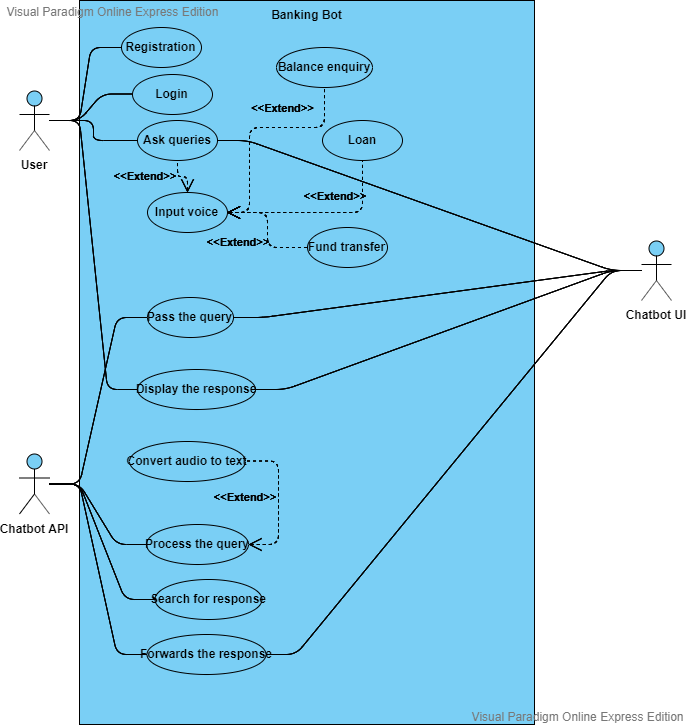 Visual Paradigm Online Express Edition
Banking Bot
Registration
Balance enquiry
Login
<<Extend>>
Ask queries
Loan
User
<<Extend>>
<<Extend>>
Input voice
<<Extend>>
Fund transfer
Pass the query
Chatbot UI
Display the response
Convert audio to text
<<Extend>>
Chatbot API
Process the query
Search for response
Forwards the response
Visual Paradigm Online Express Edition